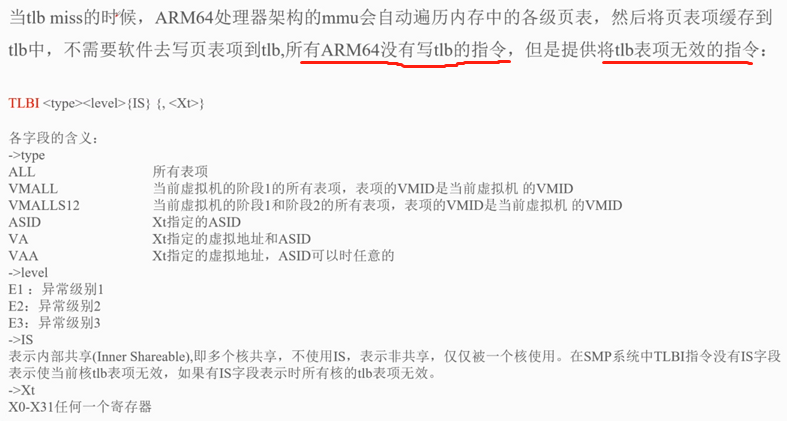 当tlb miss的时候，ARM64处理器架构的mmu会自动遍历内存中的各级页表，然后将页表项缓存到
tlb中，不需要软件去写页表项到tlb,所有ARM64没有写tlb的指令，但是提供将tlb表项无效的指令：
TLBI <type><level>{IS} {, <Xt>}
各字段的含义：
->type
ALL 所有表项
VMALL 当前虚拟机的阶段1的所有表项，表项的VMID是当前虚拟机 的VMID
VMALLS12 当前虚拟机的阶段1和阶段2的所有表项，表项的VMID是当前虚拟机 的VMID
ASID Xt指定的ASID
VA Xt指定的虚拟地址和ASID
VAA Xt指定的虚拟地址，ASID可以时任意的
->level
E1 ：异常级别1
E2：异常级别2
E3：异常级别3
->IS
表示内部共享(Inner Shareable),即多个核共享，不使用IS，表示非共享，仅仅被一个核使用。在SMP系统中TLBI指令没有IS字段
表示使当前核tlb表项无效，如果有IS字段表示时所有核的tlb表项无效。
->Xt
X0-X31任何一个寄存器